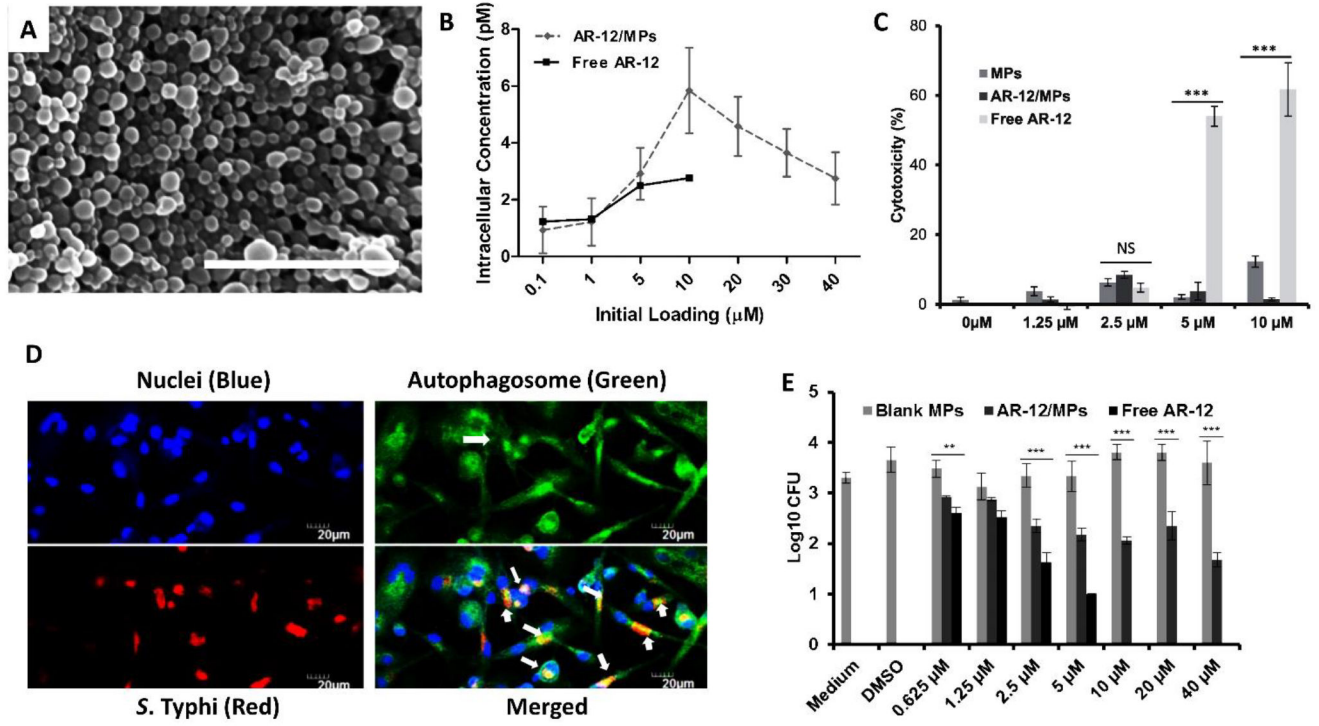 A
B
Intracellular Concentration (pM)
8
6
4
2
0
AR-12/MPs
Free AR-12
0.1
1
5
10
20
30
40
Initial Loading (μM)
C
Cytotoxicity (%)
80
60
40
20
0
MPs
AR-12/MPs
Free AR-12
NS
***
***
0μM
1.25 μM
2.5 μM
5 μM
10 μM
D
Nuclei (Blue)
Autophagosome (Green)
20μm
20μm
20μm
20μm
S. Typhi (Red)
Merged
E
Log10 CFU
5
4
3
2
1
0
Blank MPs
AR-12/MPs
Free AR-12
**
***
***
***
***
***
Medium
DMSO
0.625 μM
1.25 μM
2.5 μM
5 μM
10 μM
20 μM
40 μM